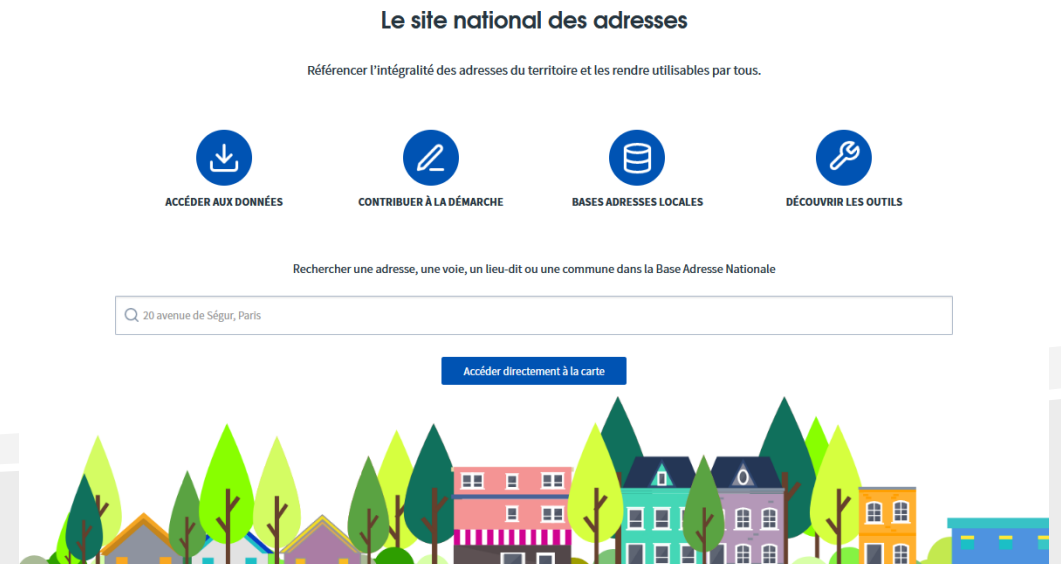 Le site national des adresses
Référencer l'intégralité des adresses du territoire et les rendre utilisables par tous.
ACCÉDER AUX DONNÉES
CONTRIBUER À LA DÉMARCHE
BASES ADRESSES LOCALES
DÉCOUVRIR LES OUTILS
Rechercher une adresse, une voie, un lieu-dit ou une commune dans la Base Adresse Nationale
20 avenue de Ségur, Paris
Accéder directement à la carte